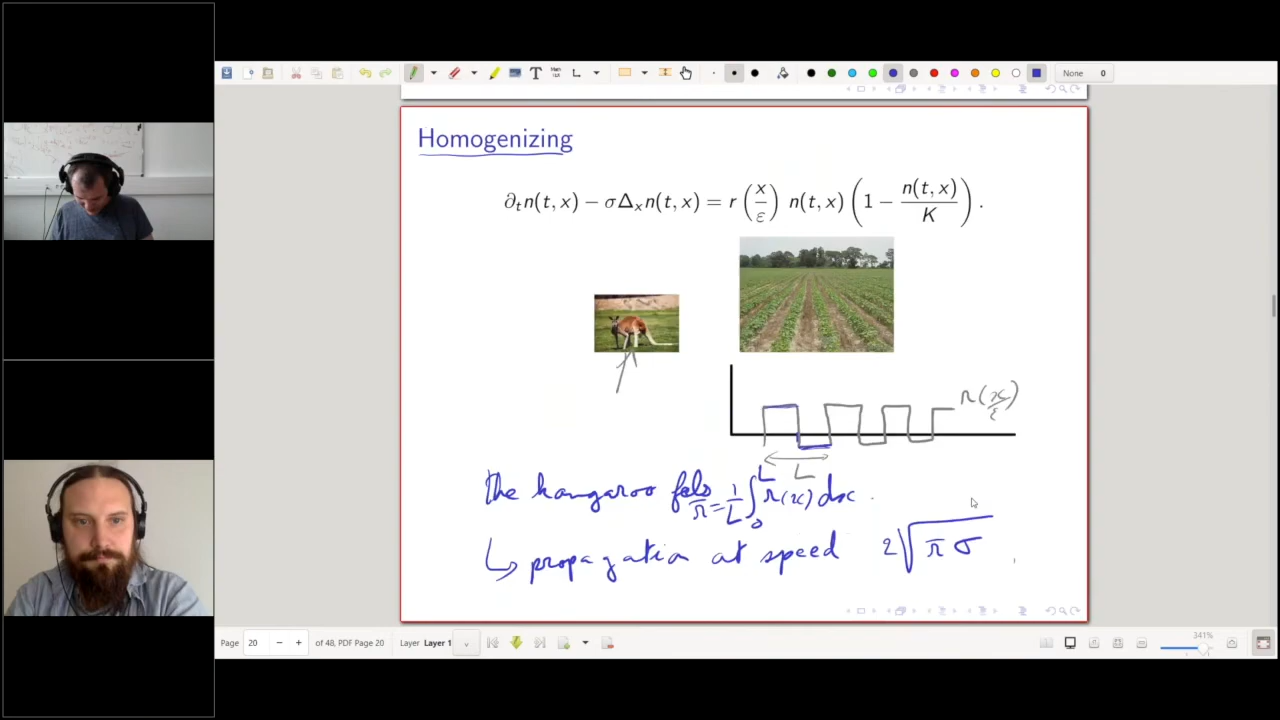 None 0
Homogenizing
∂ₜn(t, x) − σΔₓn(t, x) = r (x/ε) n(t, x) (1 − n(t, x)/K).
r(x/ε)
L
the kangaroo feels r̄ = 1/L ∫₀ᴸ r(x) dx.
↳ propagation at speed 2√(r̄ σ)
Page 20 − + of 48, PDF Page 20 Layer Layer 1 341%